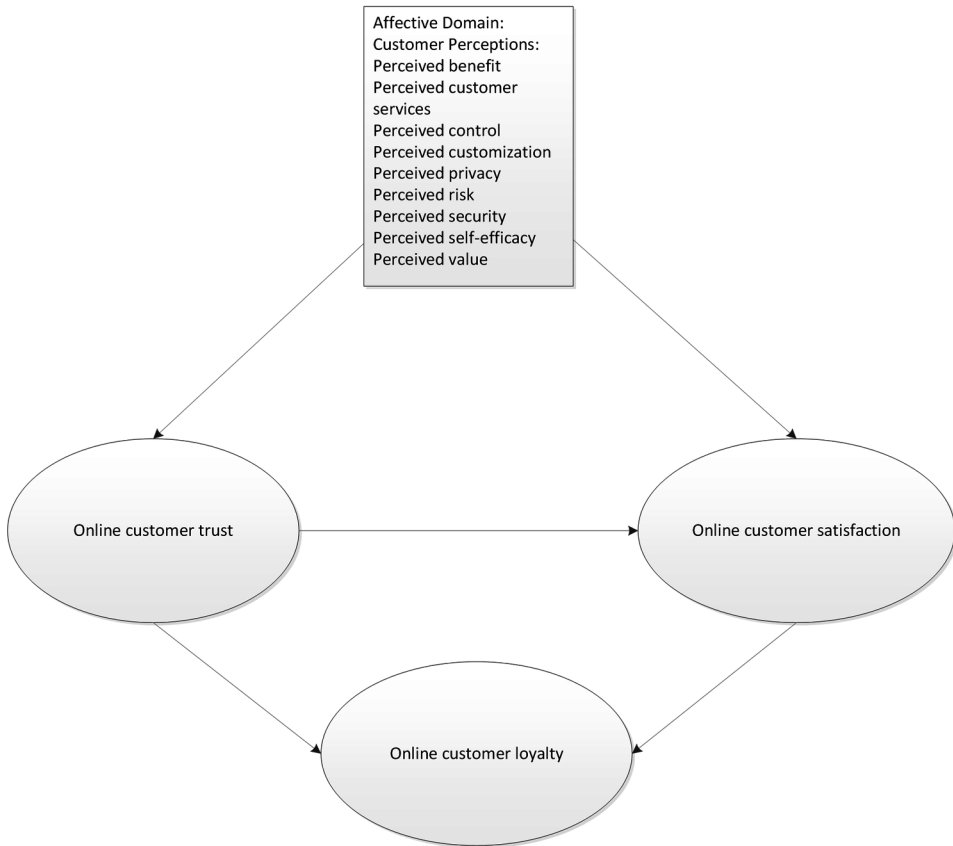 Affective Domain:
Customer Perceptions:
Perceived benefit
Perceived customer
services
Perceived control
Perceived customization
Perceived privacy
Perceived risk
Perceived security
Perceived self-efficacy
Perceived value
Online customer trust
Online customer satisfaction
Online customer loyalty